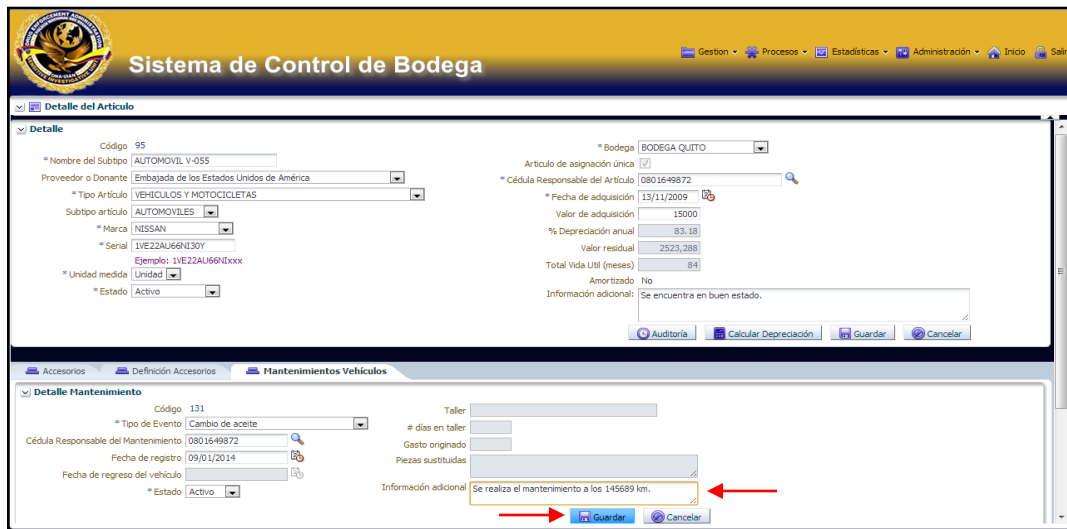 DRUG ENFORCEMENT ADMINISTRATION
Sistema de Control de Bodega
Gestion Procesos Estadísticas Administración Inicio Salir
Detalle del Artículo
Detalle
Código 95
* Nombre del Subtipo AUTOMOVIL V-055
Proveedor o Donante Embajada de los Estados Unidos de América
* Tipo Artículo VEHICULOS Y MOTOCICLETAS
Subtipo artículo AUTOMOVILES
* Marca NISSAN
* Serial 1VE22AU66NI30Y
Ejemplo: 1VE22AU66NIxxx
* Unidad medida Unidad
* Estado Activo
* Bodega BODEGA QUITO
Articulo de asignación única
* Cédula Responsable del Artículo 0801649872
* Fecha de adquisición 13/11/2009
Valor de adquisición 15000
% Depreciación anual 83.18
Valor residual 2523,288
Total Vida Util (meses) 84
Amortizado No
Información adicional: Se encuentra en buen estado.
Auditoría Calcular Depreciación Guardar Cancelar
Accesorios Definición Accesorios Mantenimientos Vehículos
Detalle Mantenimiento
Código 131
* Tipo de Evento Cambio de aceite
Cédula Responsable del Mantenimiento 0801649872
Fecha de registro 09/01/2014
Fecha de regreso del vehículo
* Estado Activo
Taller
# días en taller
Gasto originado
Piezas sustituidas
Información adicional Se realiza el mantenimiento a los 145689 km.
Guardar Cancelar